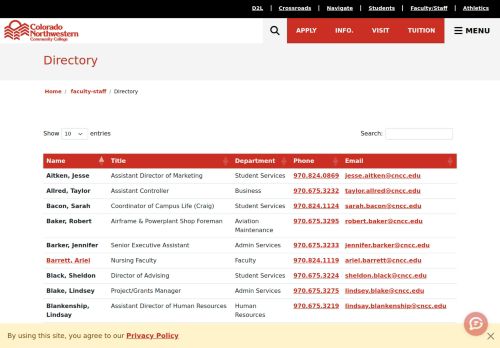 D2L | Crossroads | Navigate | Students | Faculty/Staff | Athletics
Colorado
Northwestern
Community College
APPLY INFO. VISIT TUITION MENU
Directory
Home / faculty-staff / Directory
Show 10 entries Search:
Name Title Department Phone Email
Aitken, Jesse Assistant Director of Marketing Student Services 970.824.0869 jesse.aitken@cncc.edu
Allred, Taylor Assistant Controller Business 970.675.3232 taylor.allred@cncc.edu
Bacon, Sarah Coordinator of Campus Life (Craig) Student Services 970.824.1124 sarah.bacon@cncc.edu
Baker, Robert Airframe & Powerplant Shop Foreman Aviation 970.675.3295 robert.baker@cncc.edu
Maintenance
Barker, Jennifer Senior Executive Assistant Admin Services 970.675.3233 jennifer.barker@cncc.edu
Barrett, Ariel Nursing Faculty Faculty 970.824.1119 ariel.barrett@cncc.edu
Black, Sheldon Director of Advising Student Services 970.675.3224 sheldon.black@cncc.edu
Blake, Lindsey Project/Grants Manager Admin Services 970.675.3275 lindsey.blake@cncc.edu
Blankenship, Assistant Director of Human Resources Human 970.675.3219 lindsay.blankenship@cncc.edu
Lindsay Resources
By using this site, you agree to our Privacy Policy